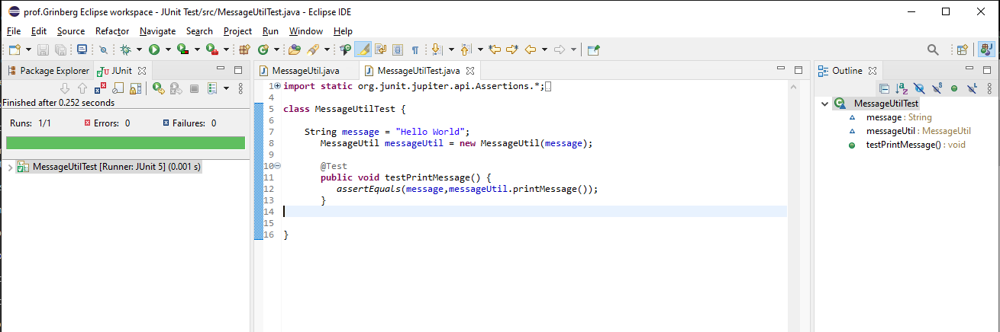 prof.Grinberg Eclipse workspace - JUnit Test/src/MessageUtilTest.java - Eclipse IDE
File Edit Source Refactor Navigate Search Project Run Window Help
Package Explorer JUnit
Finished after 0.252 seconds
Runs: 1/1 Errors: 0 Failures: 0
MessageUtilTest [Runner: JUnit 5] (0.001 s)
MessageUtil.java MessageUtilTest.java
1 import static org.junit.jupiter.api.Assertions.*;
4
5 class MessageUtilTest {
6
7 String message = "Hello World";
8 MessageUtil messageUtil = new MessageUtil(message);
9
10 @Test
11 public void testPrintMessage() {
12 assertEquals(message,messageUtil.printMessage());
13 }
14
15
16 }
Outline
MessageUtilTest
message : String
messageUtil : MessageUtil
testPrintMessage() : void